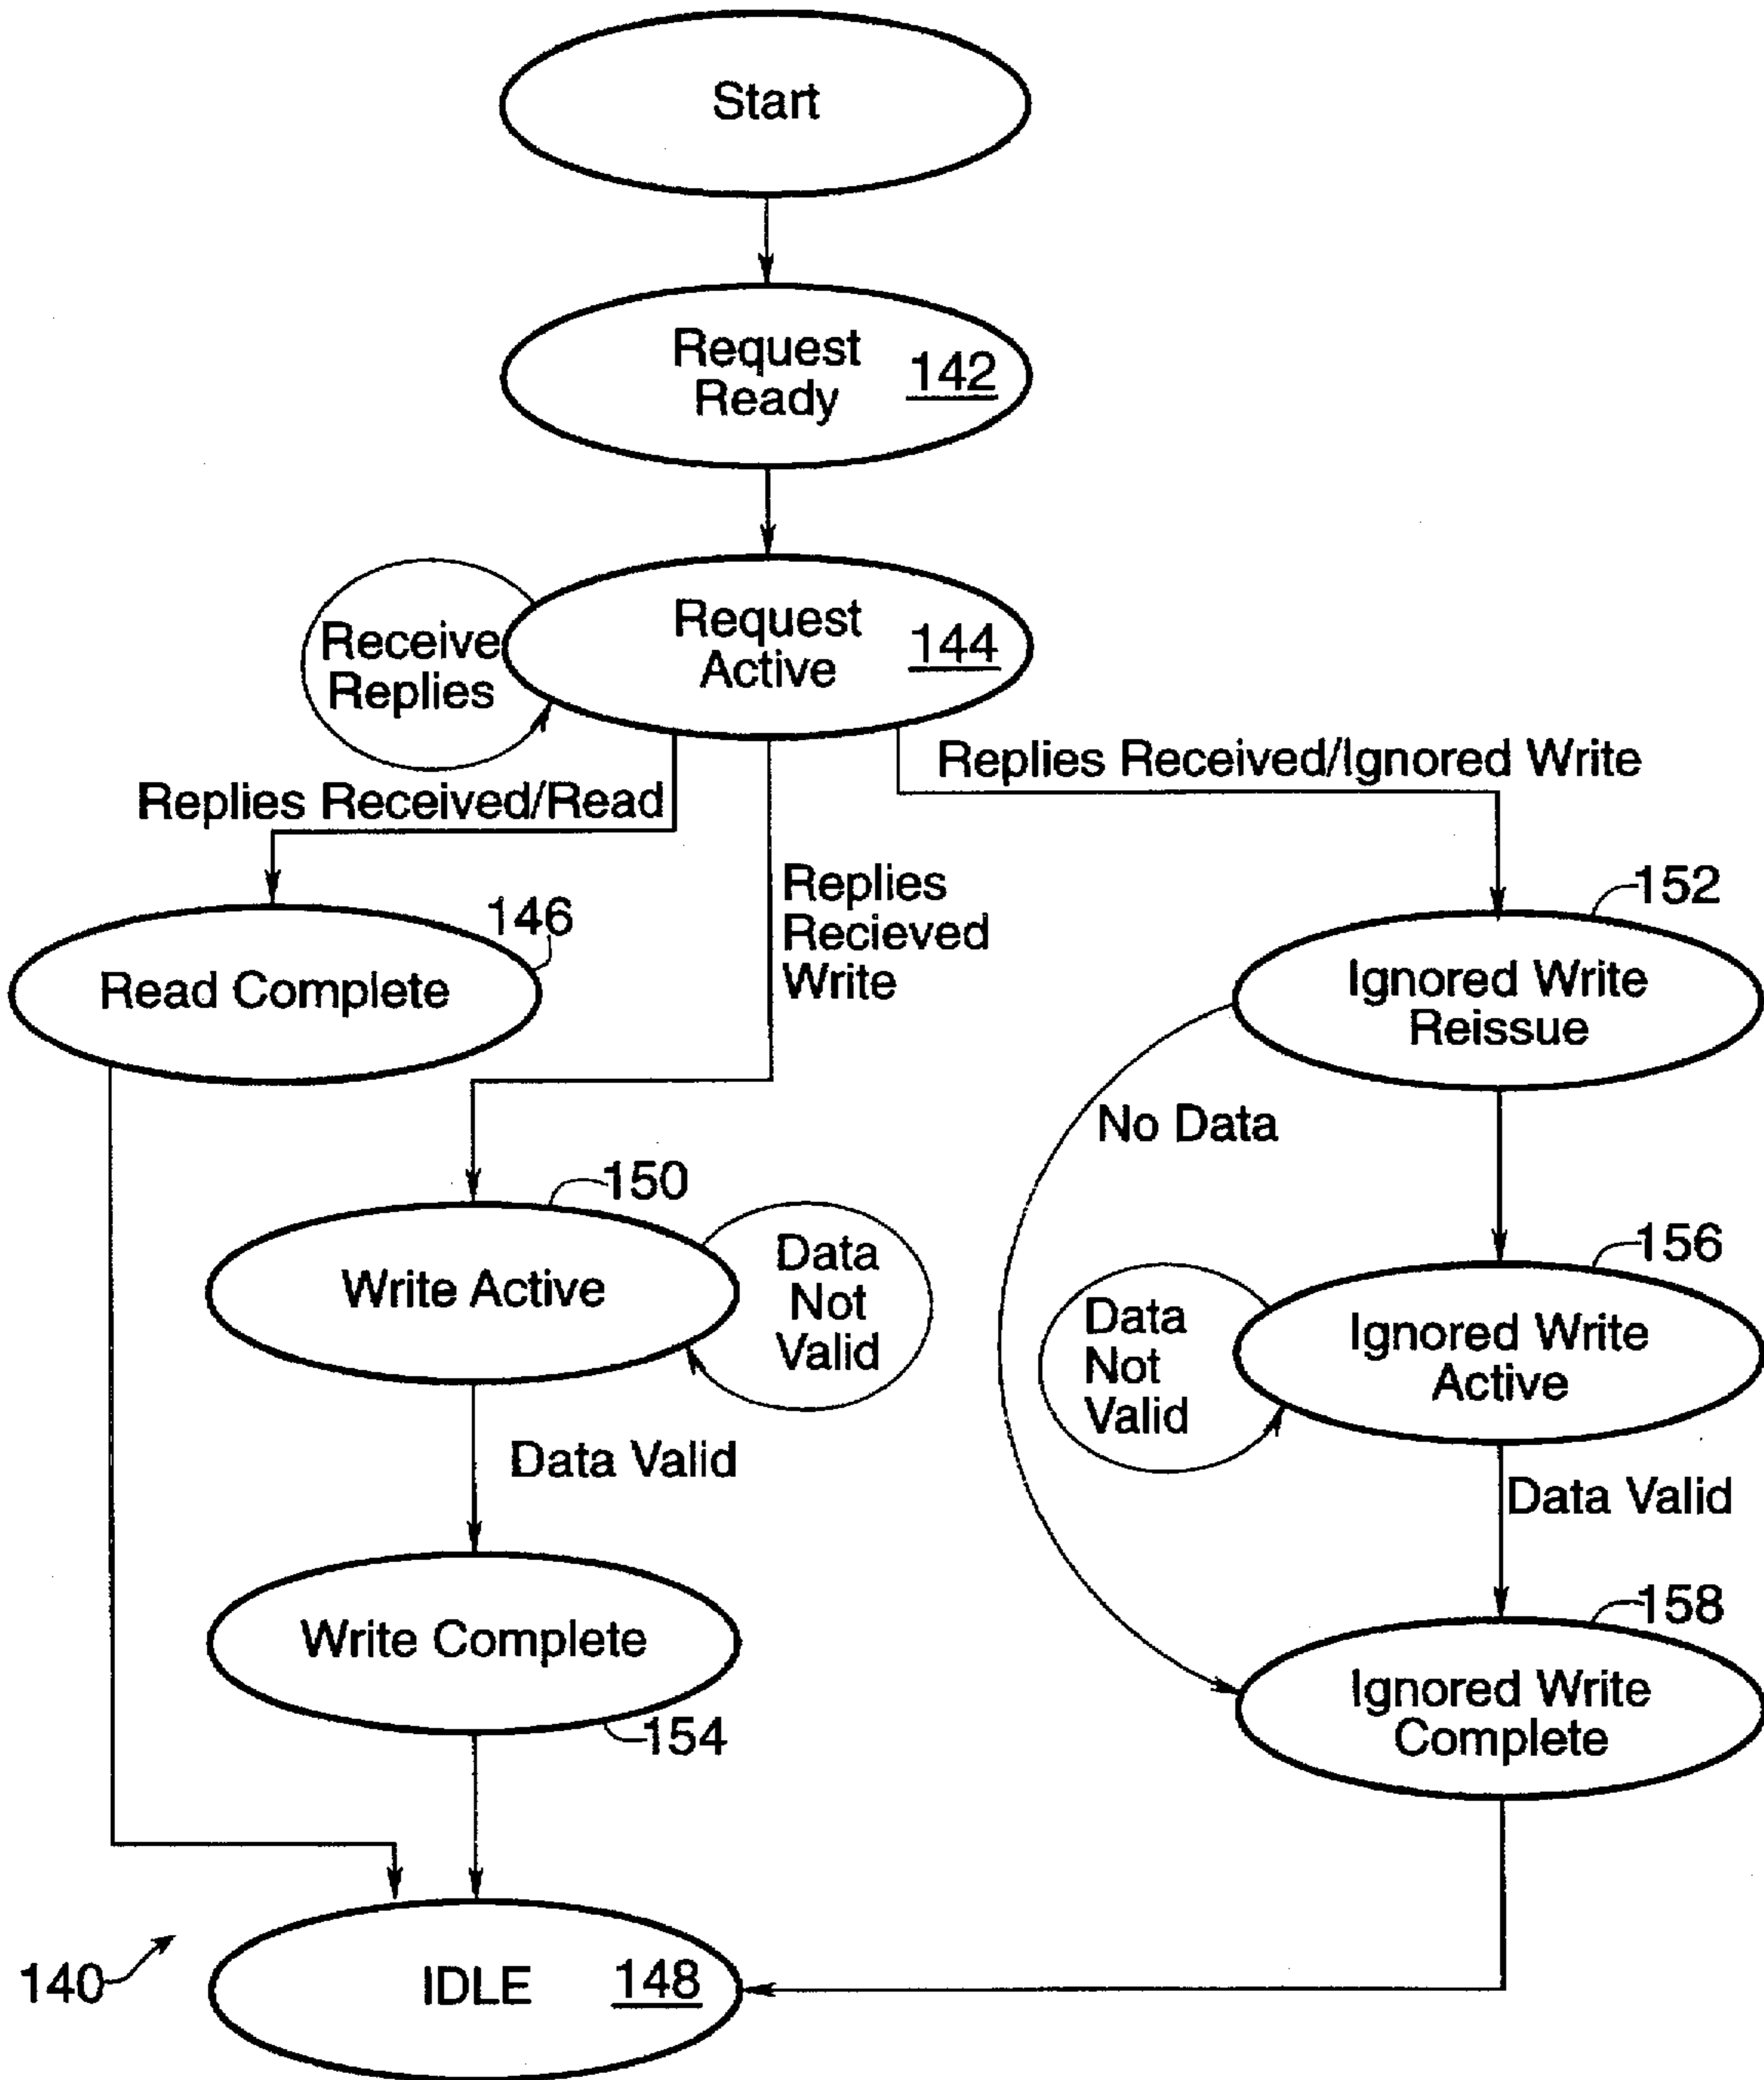 Start
Request
Ready
142
Request
Active
144
Receive
Replies
Replies Received/Read
Replies
Recieved
Write
Replies Received/Ignored Write
146
Read Complete
152
Ignored Write
Reissue
No Data
150
Write Active
Data
Not
Valid
156
Ignored Write
Active
Data
Not
Valid
Data Valid
Data Valid
Write Complete
154
158
Ignored Write
Complete
140
IDLE
148